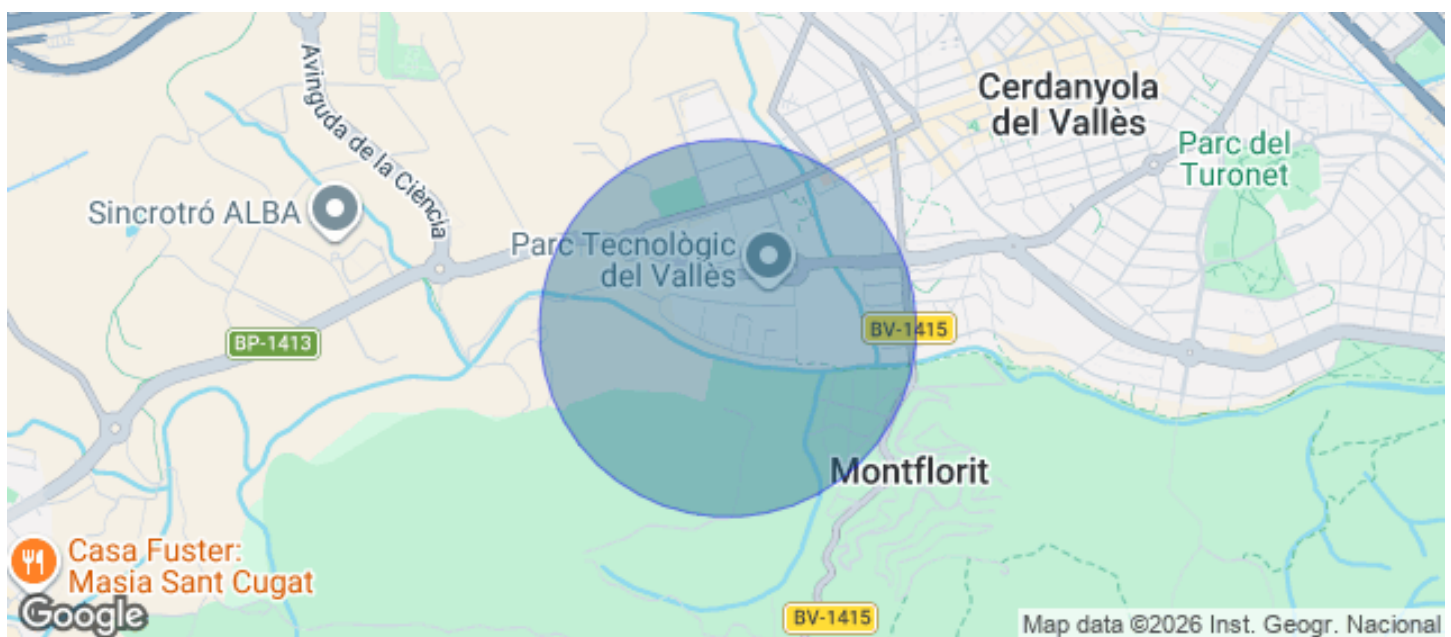 Avinguda de la Ciència
Cerdanyola
del Vallès
Parc del
Turonet
Sincrotró ALBA
Parc Tecnològic
del Vallès
BP-1413
BV-1415
Montflorit
Casa Fuster:
Masia Sant Cugat
Google
BV-1415
Map data ©2026 Inst. Geogr. Nacional